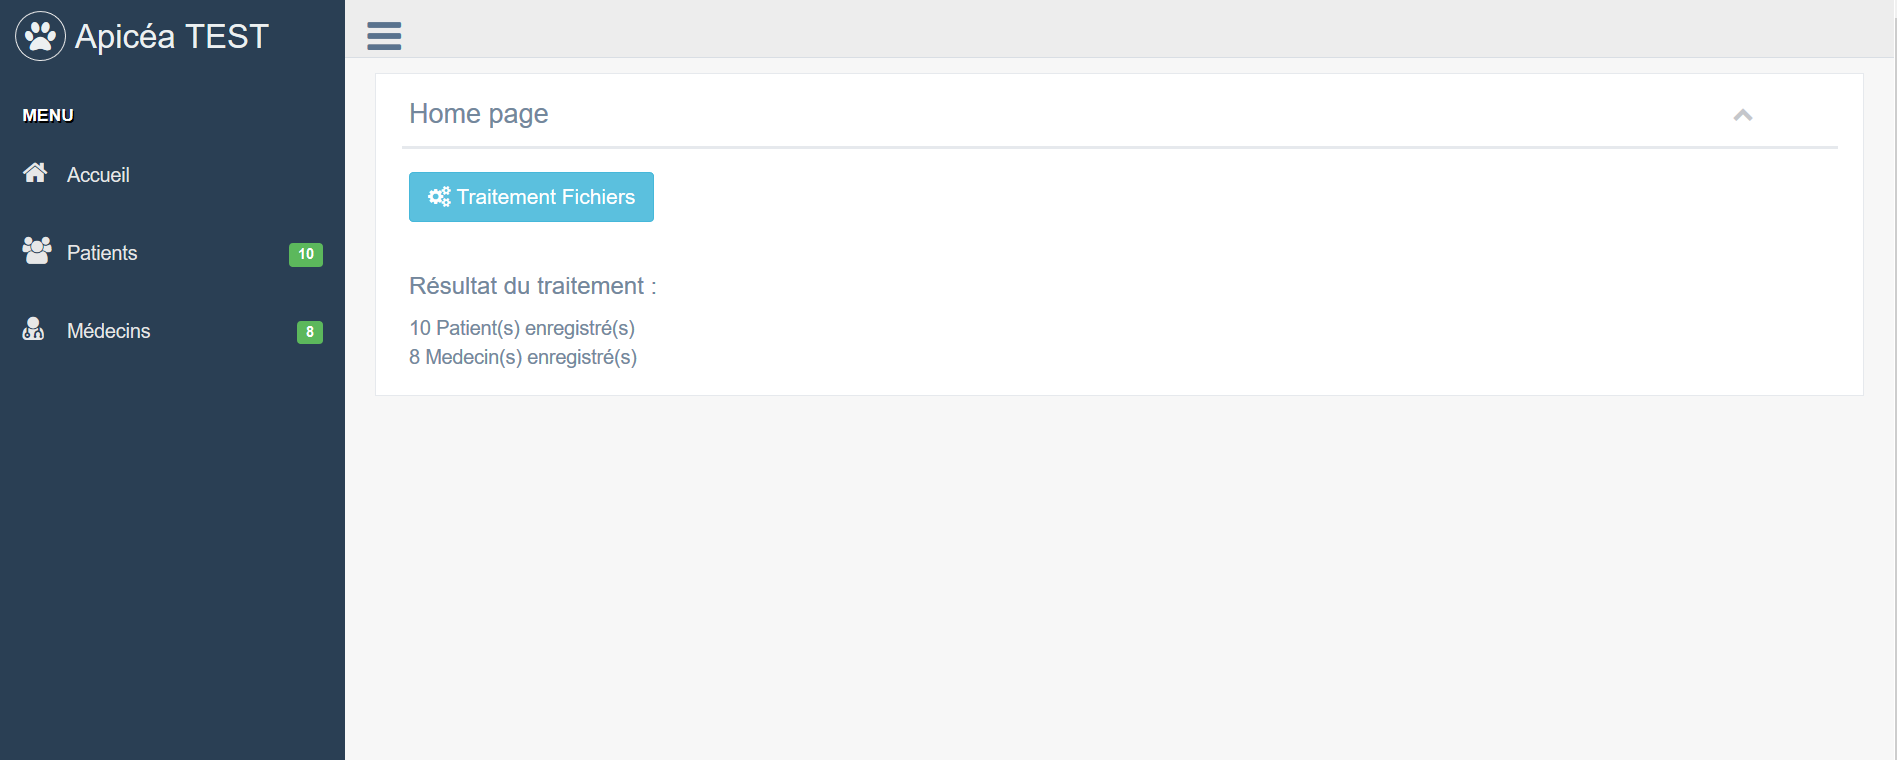 Apicéa TEST
MENU
Accueil
Patients 10
Médecins 8
Home page
Traitement Fichiers
Résultat du traitement :
10 Patient(s) enregistré(s)
8 Medecin(s) enregistré(s)